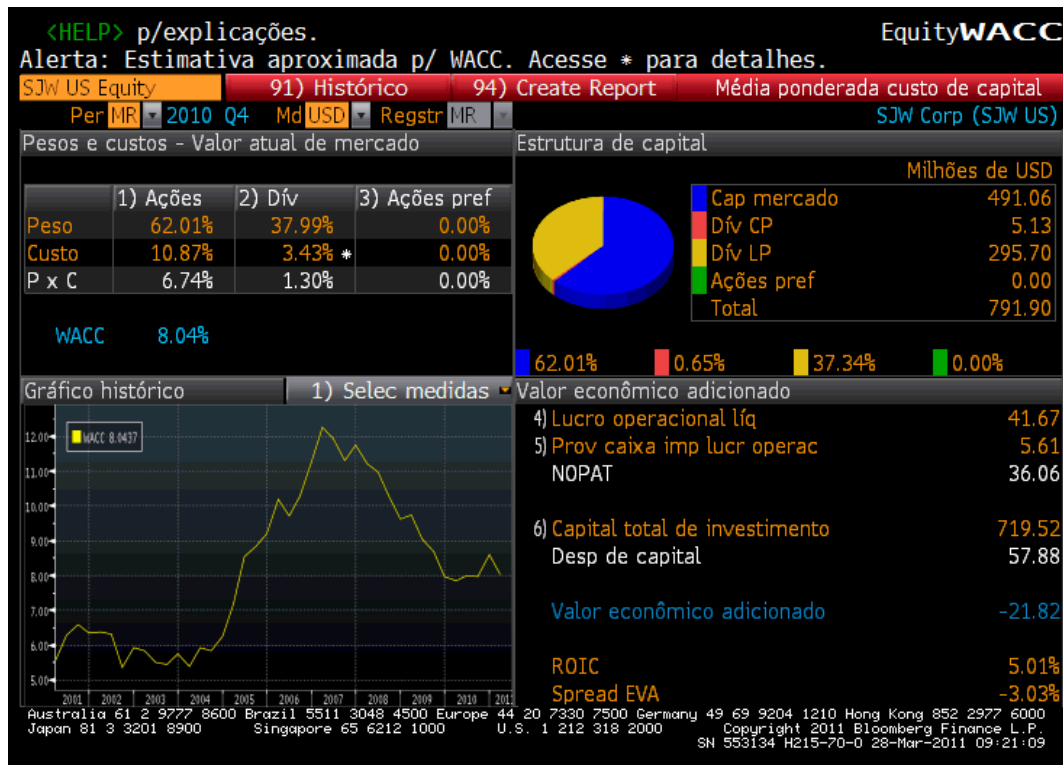 <HELP> p/explicações.
EquityWACC
Alerta: Estimativa aproximada p/ WACC. Acesse * para detalhes.
SJW US Equity 91) Histórico 94) Create Report Média ponderada custo de capital
Per MR 2010 Q4 Md USD Regstr MR SJW Corp (SJW US)
Pesos e custos - Valor atual de mercado
1) Ações 2) Dív 3) Ações pref
Peso 62.01% 37.99% 0.00%
Custo 10.87% 3.43% * 0.00%
P x C 6.74% 1.30% 0.00%
WACC 8.04%
Estrutura de capital
Milhões de USD
Cap mercado 491.06
Dív CP 5.13
Dív LP 295.70
Ações pref 0.00
Total 791.90
62.01% 0.65% 37.34% 0.00%
Gráfico histórico 1) Selec medidas
WACC 8.0437
12.00
11.00
10.00
9.00
8.00
7.00
6.00
5.00
2001 2002 2003 2004 2005 2006 2007 2008 2009 2010 2011
Valor econômico adicionado
4) Lucro operacional líq 41.67
5) Prov caixa imp lucr operac 5.61
NOPAT 36.06
6) Capital total de investimento 719.52
Desp de capital 57.88
Valor econômico adicionado -21.82
ROIC 5.01%
Spread EVA -3.03%
Australia 61 2 9777 8600 Brazil 5511 3048 4500 Europe 44 20 7330 7500 Germany 49 69 9204 1210 Hong Kong 852 2977 6000
Japan 81 3 3201 8900 Singapore 65 6212 1000 U.S. 1 212 318 2000 Copyright 2011 Bloomberg Finance L.P.
SN 553134 H215-70-0 28-Mar-2011 09:21:09